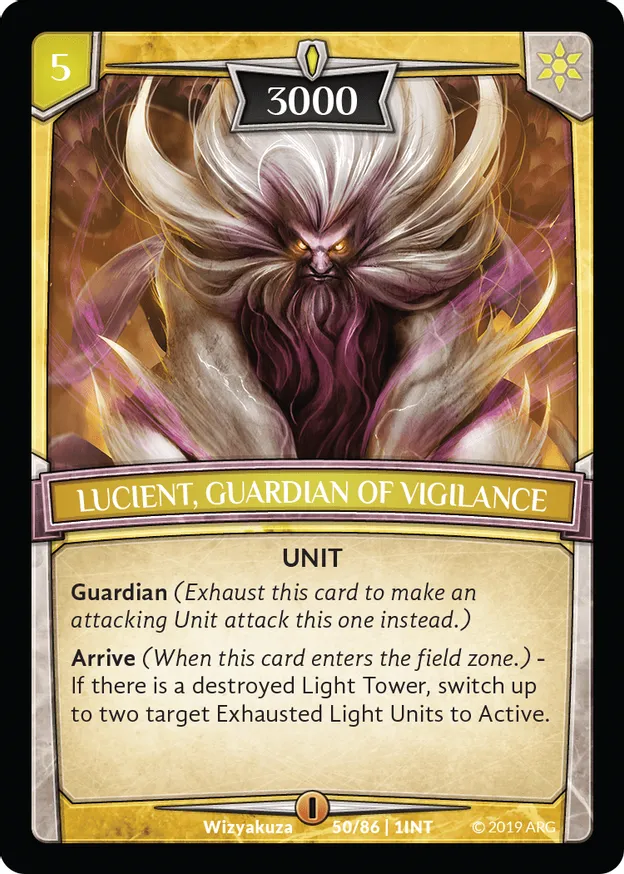 5
3000
LUCIENT, GUARDIAN OF VIGILANCE
UNIT
Guardian (Exhaust this card to make an
attacking Unit attack this one instead.)
Arrive (When this card enters the field zone.) -
If there is a destroyed Light Tower, switch up
to two target Exhausted Light Units to Active.
I
Wizyakuza 50/86 | 1INT © 2019 ARG